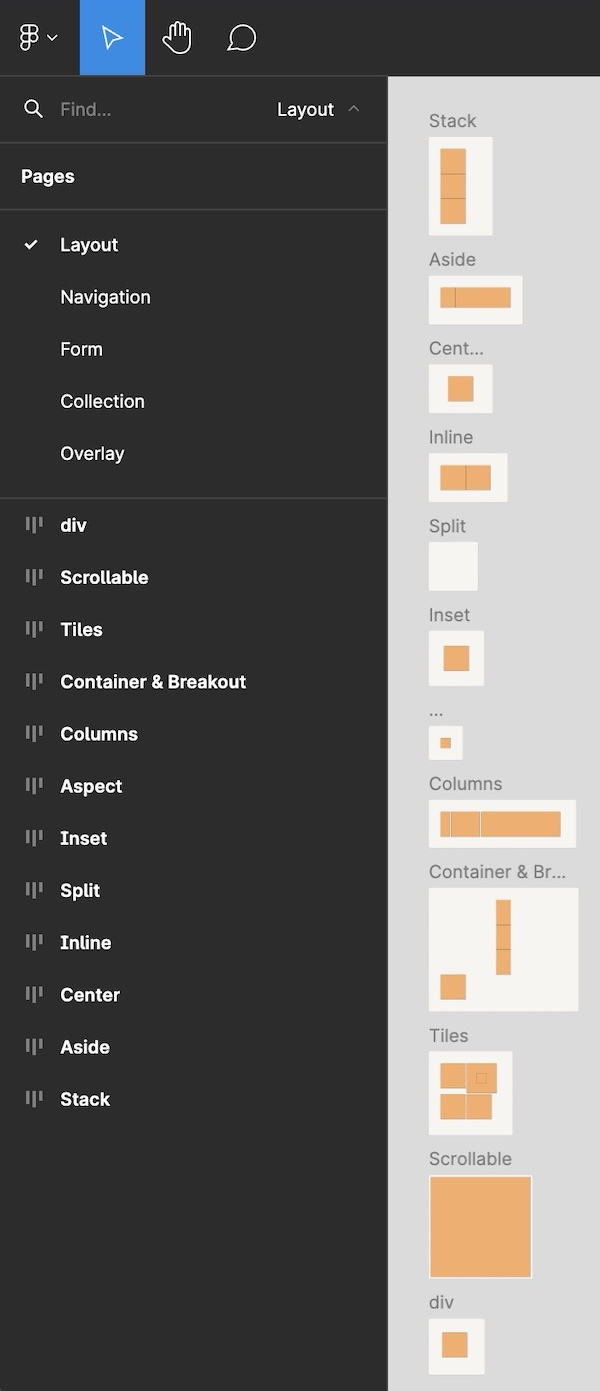 Find...
Layout
Pages
Layout
Navigation
Form
Collection
Overlay
div
Scrollable
Tiles
Container & Breakout
Columns
Aspect
Inset
Split
Inline
Center
Aside
Stack
Stack
Aside
Cent...
Inline
Split
Inset
...
Columns
Container & Br...
Tiles
Scrollable
div